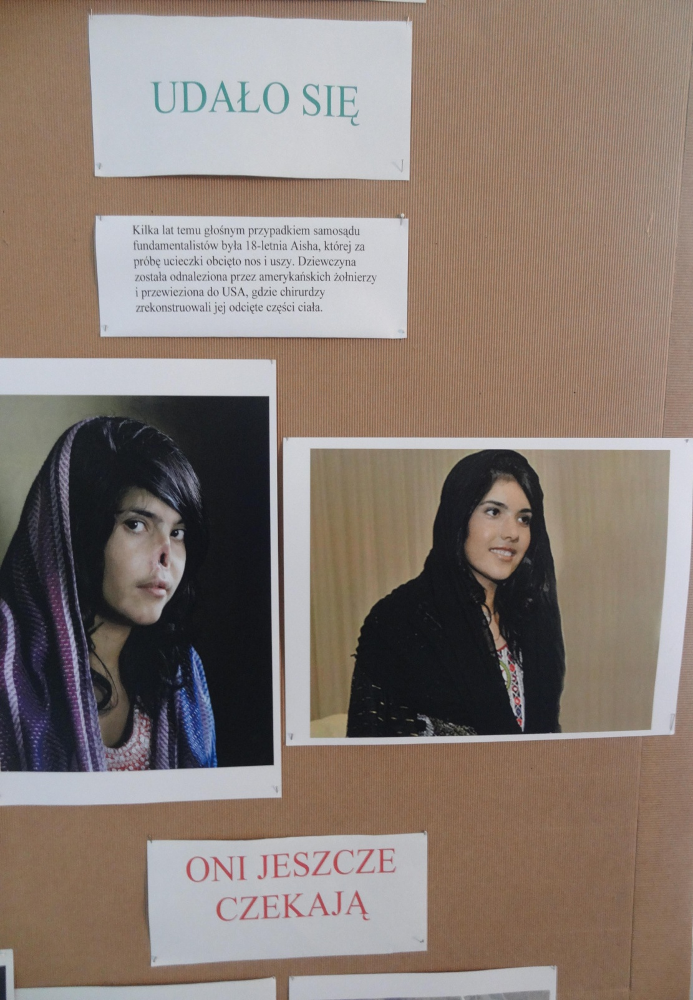 UDAŁO SIĘ
Kilka lat temu głośnym przypadkiem samosądu
fundamentalistów była 18-letnia Aisha, której za
próbę ucieczki obcięto nos i uszy. Dziewczyna
została odnaleziona przez amerykańskich żołnierzy
i przewieziona do USA, gdzie chirurdzy
zrekonstruowali jej odcięte części ciała.
ONI JESZCZE
CZEKAJĄ